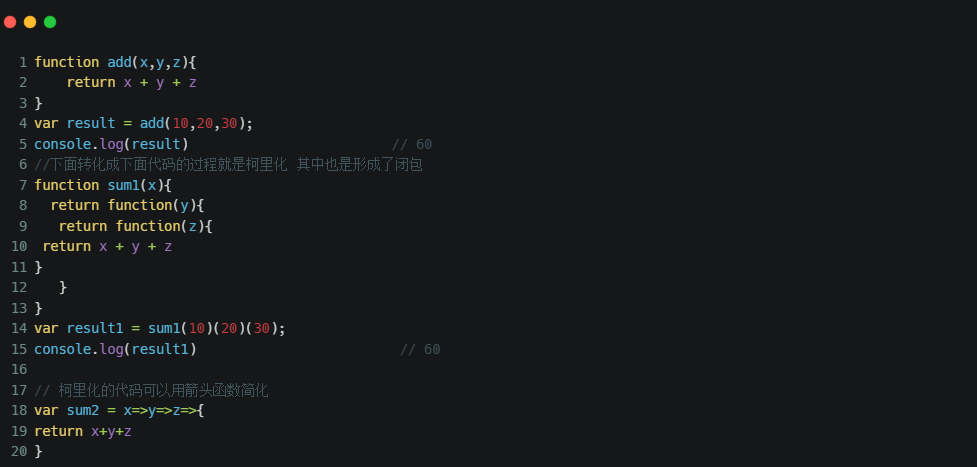 1 function add(x,y,z){
2     return x + y + z
3 }
4 var result = add(10,20,30);
5 console.log(result)                         // 60
6 //下面转化成下面代码的过程就是柯里化 其中也是形成了闭包
7 function sum1(x){
8   return function(y){
9    return function(z){
10  return x + y + z
11 }
12    }
13 }
14 var result1 = sum1(10)(20)(30);
15 console.log(result1)                         // 60
16
17 // 柯里化的代码可以用箭头函数简化
18 var sum2 = x=>y=>z=>{
19 return x+y+z
20 }